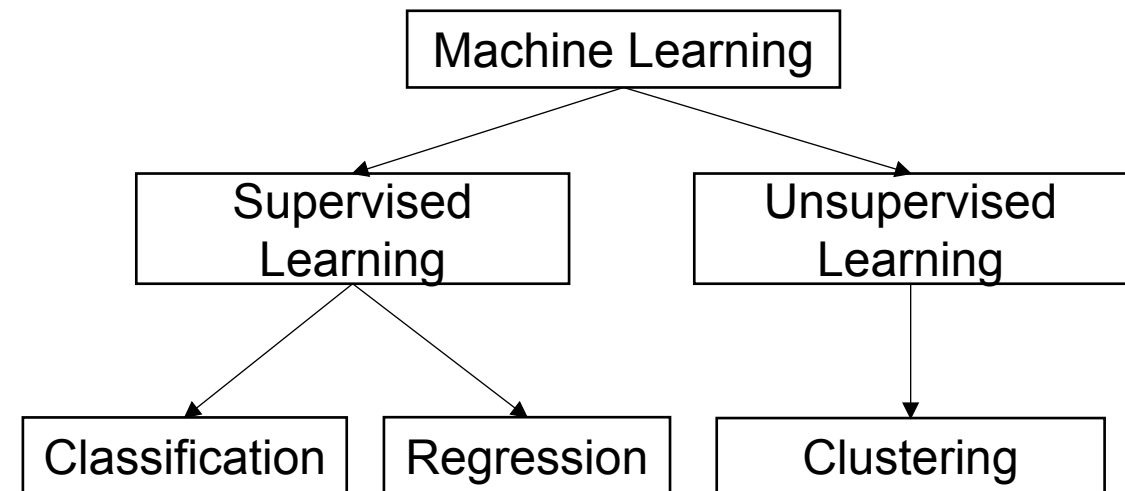 Machine Learning
Supervised
Learning
Unsupervised
Learning
Classification
Regression
Clustering